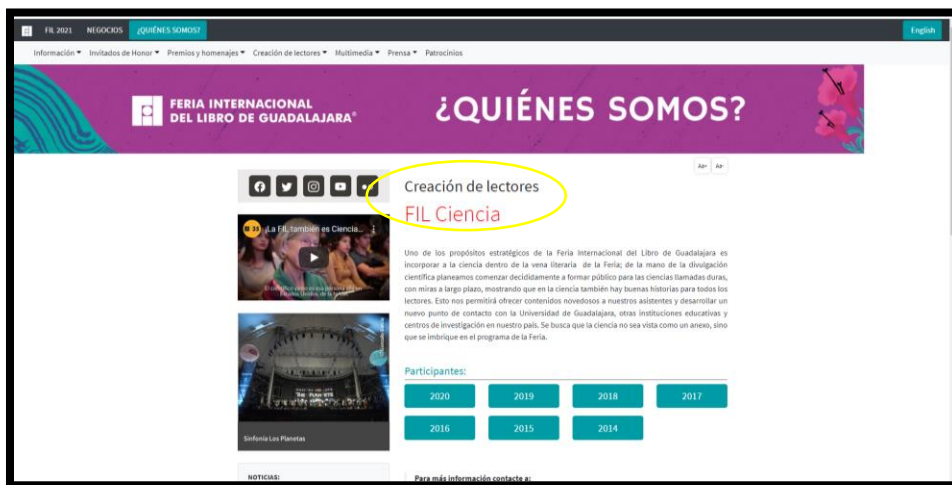 FIL 2021 NEGOCIOS ¿QUIÉNES SOMOS? English
Información Invitados de Honor Premios y homenajes Creación de lectores Multimedia Prensa Patrocinios
FERIA INTERNACIONAL
DEL LIBRO DE GUADALAJARA®
¿QUIÉNES SOMOS?
Aa+ Aa-
Creación de lectores
FIL Ciencia
¡La FIL también es Ciencia...
Uno de los propósitos estratégicos de la Feria Internacional del Libro de Guadalajara es
incorporar a la ciencia dentro de la vena literaria de la Feria; de la mano de la divulgación
científica planeamos comenzar decididamente a formar público para las ciencias llamadas duras,
con miras a largo plazo, mostrando que en la ciencia también hay buenas historias para todos los
lectores. Esto nos permitirá ofrecer contenidos novedosos a nuestros asistentes y desarrollar un
nuevo punto de contacto con la Universidad de Guadalajara, otras instituciones educativas y
centros de investigación en nuestro país. Se busca que la ciencia no sea vista como un anexo, sino
que se imbrique en el programa de la Feria.
Sinfonía Los Planetas
Participantes:
2020 2019 2018 2017
2016 2015 2014
NOTICIAS:
Para más información contacte a: